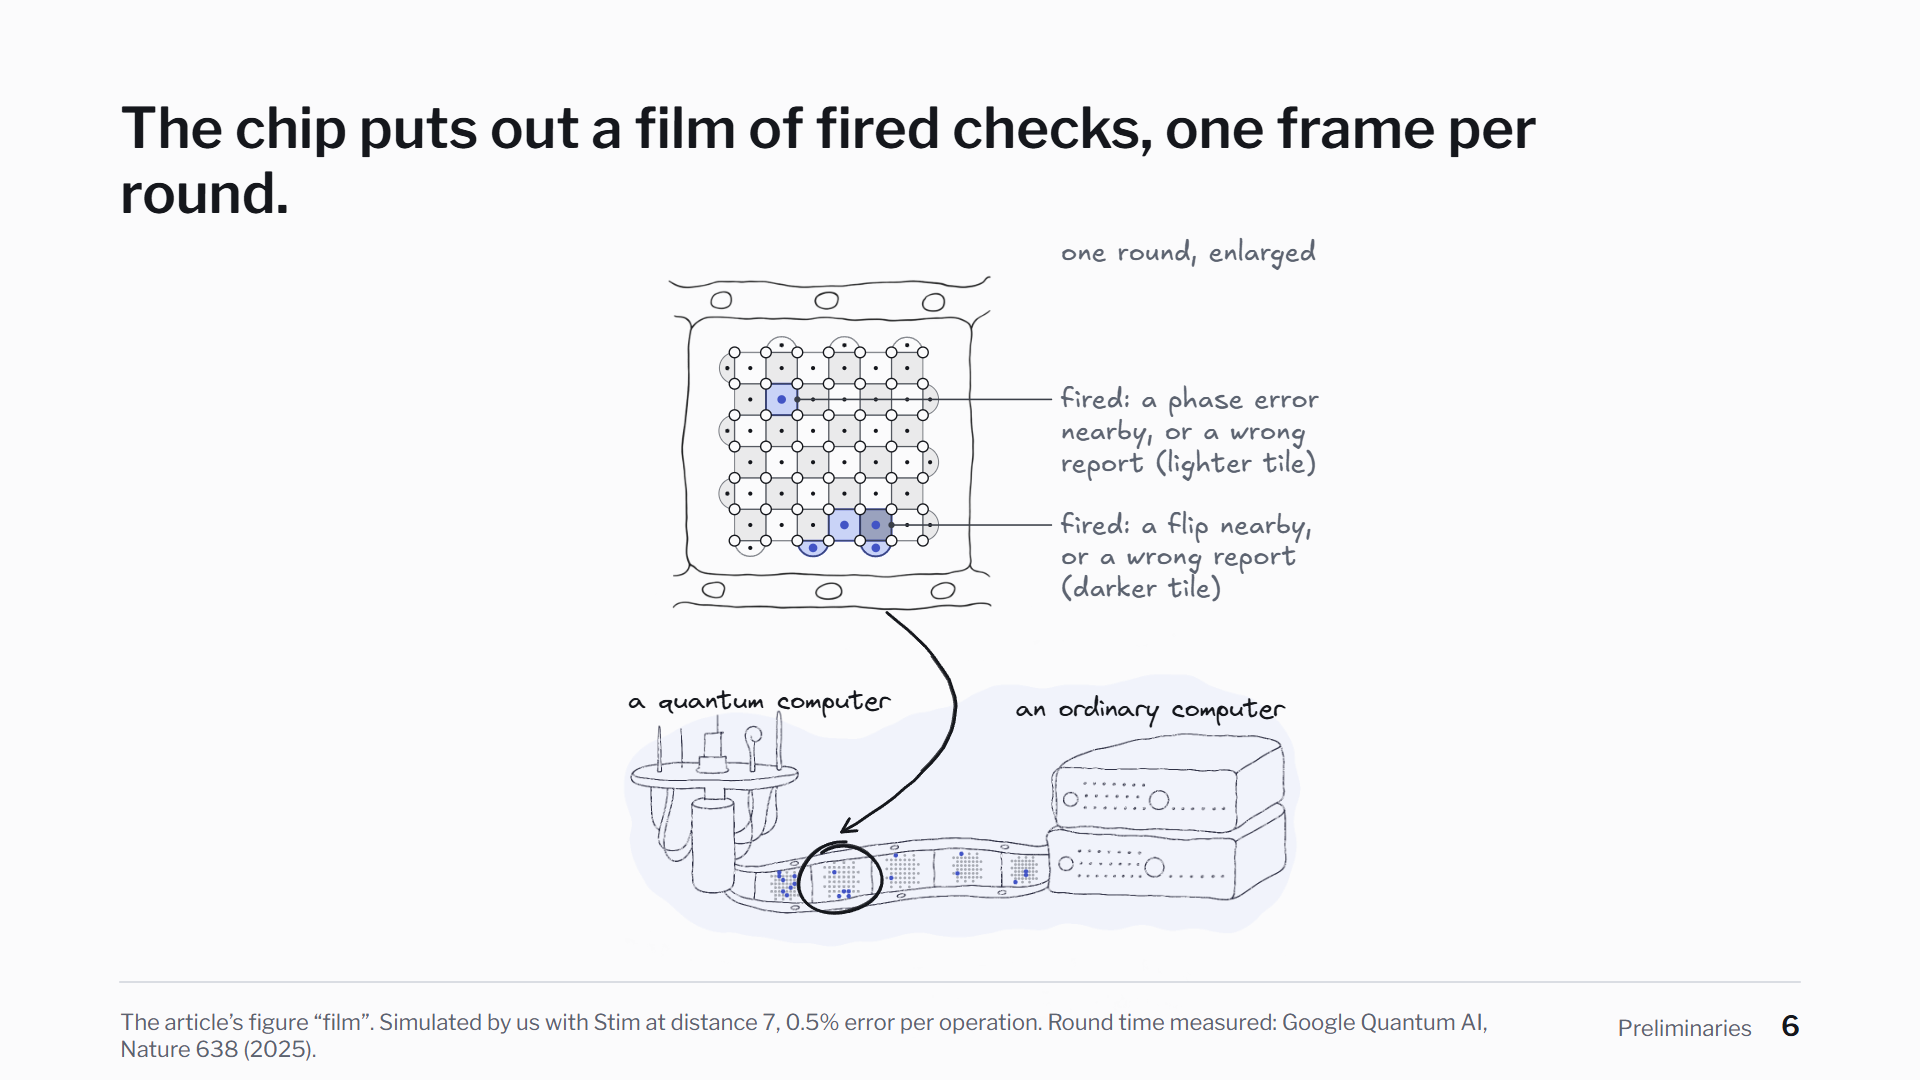 The chip puts out a film of fired checks, one frame per
round.
one round, enlarged
fired: a phase error
nearby, or a wrong
report (lighter tile)
fired: a flip nearby,
or a wrong report
(darker tile)
a quantum computer
an ordinary computer
The article’s figure “film”. Simulated by us with Stim at distance 7, 0.5% error per operation. Round time measured: Google Quantum AI,
Nature 638 (2025).
Preliminaries 6